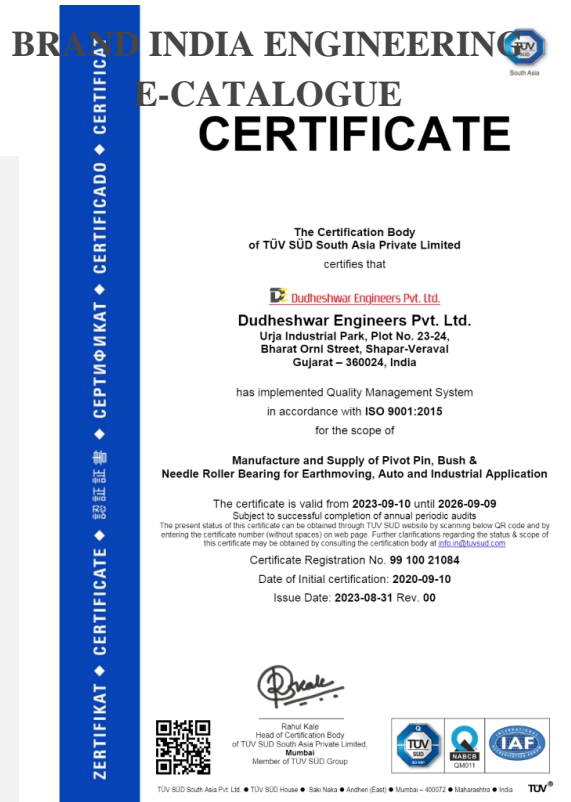 BRAND INDIA ENGINEERING
E-CATALOGUE
TÜV
SÜD
South Asia
CERTIFICATE
ZERTIFIKAT ◆ CERTIFICATE ◆ 認証証書 ◆ СЕРТИФИКАТ ◆ CERTIFICADO ◆ CERTIFICAT
The Certification Body
of TÜV SÜD South Asia Private Limited
certifies that
Dudheshwar Engineers Pvt. Ltd.
Dudheshwar Engineers Pvt. Ltd.
Urja Industrial Park, Plot No. 23-24,
Bharat Orni Street, Shapar-Veraval
Gujarat – 360024, India
has implemented Quality Management System
in accordance with ISO 9001:2015
for the scope of
Manufacture and Supply of Pivot Pin, Bush &
Needle Roller Bearing for Earthmoving, Auto and Industrial Application
The certificate is valid from 2023-09-10 until 2026-09-09
Subject to successful completion of annual periodic audits
The present status of this certificate can be obtained through TUV SUD website by scanning below QR code and by
entering the certificate number (without spaces) on web page. Further clarifications regarding the status & scope of
this certificate may be obtained by consulting the certification body at info.in@tuvsud.com
Certificate Registration No. 99 100 21084
Date of Initial certification: 2020-09-10
Issue Date: 2023-08-31 Rev. 00
Rahul Kale
Head of Certification Body
of TÜV SÜD South Asia Private Limited,
Mumbai
Member of TÜV SÜD Group
TÜV
SÜD
NABCB
QM011
IAF
TÜV SÜD South Asia Pvt. Ltd. ● TÜV SÜD House ● Saki Naka ● Andheri (East) ● Mumbai – 400072 ● Maharashtra ● India TÜV®